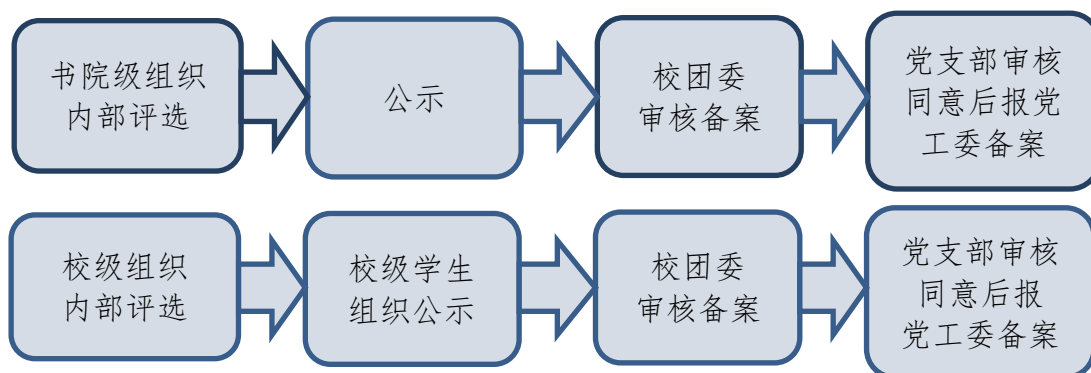 书院级组织
内部评选
公示
校团委
审核备案
党支部审核
同意后报党
工委备案
校级组织
内部评选
校级学生
组织公示
校团委
审核备案
党支部审核
同意后报
党工委备案